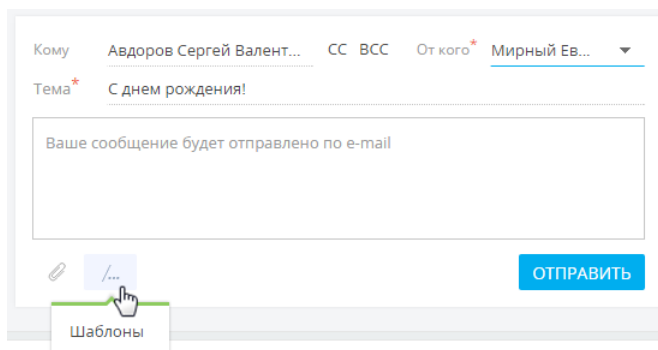 Кому Авдоров Сергей Валент... CC BCC От кого* Мирный Ев...
Тема* С днем рождения!
Ваше сообщение будет отправлено по e-mail
/... ОТПРАВИТЬ
Шаблоны